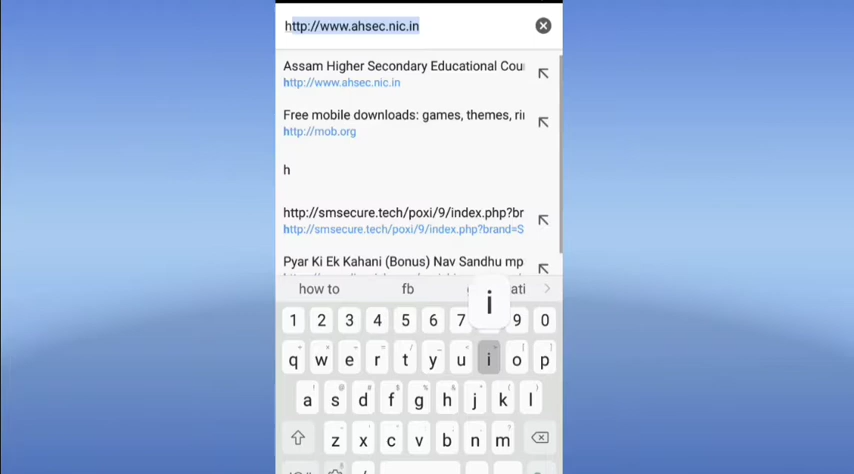 http://www.ahsec.nic.in
Assam Higher Secondary Educational Cou
http://www.ahsec.nic.in
Free mobile downloads: games, themes, rin
http://mob.org
h
http://smsecure.tech/poxi/9/index.php?br
http://smsecure.tech/poxi/9/index.php?brand=S
Pyar Ki Ek Kahani (Bonus) Nav Sandhu mp
how to fb ati
i
1 2 3 4 5 6 7 9 0
q w e r t y u i o p
a s d f g h j k l
z x c v b n m